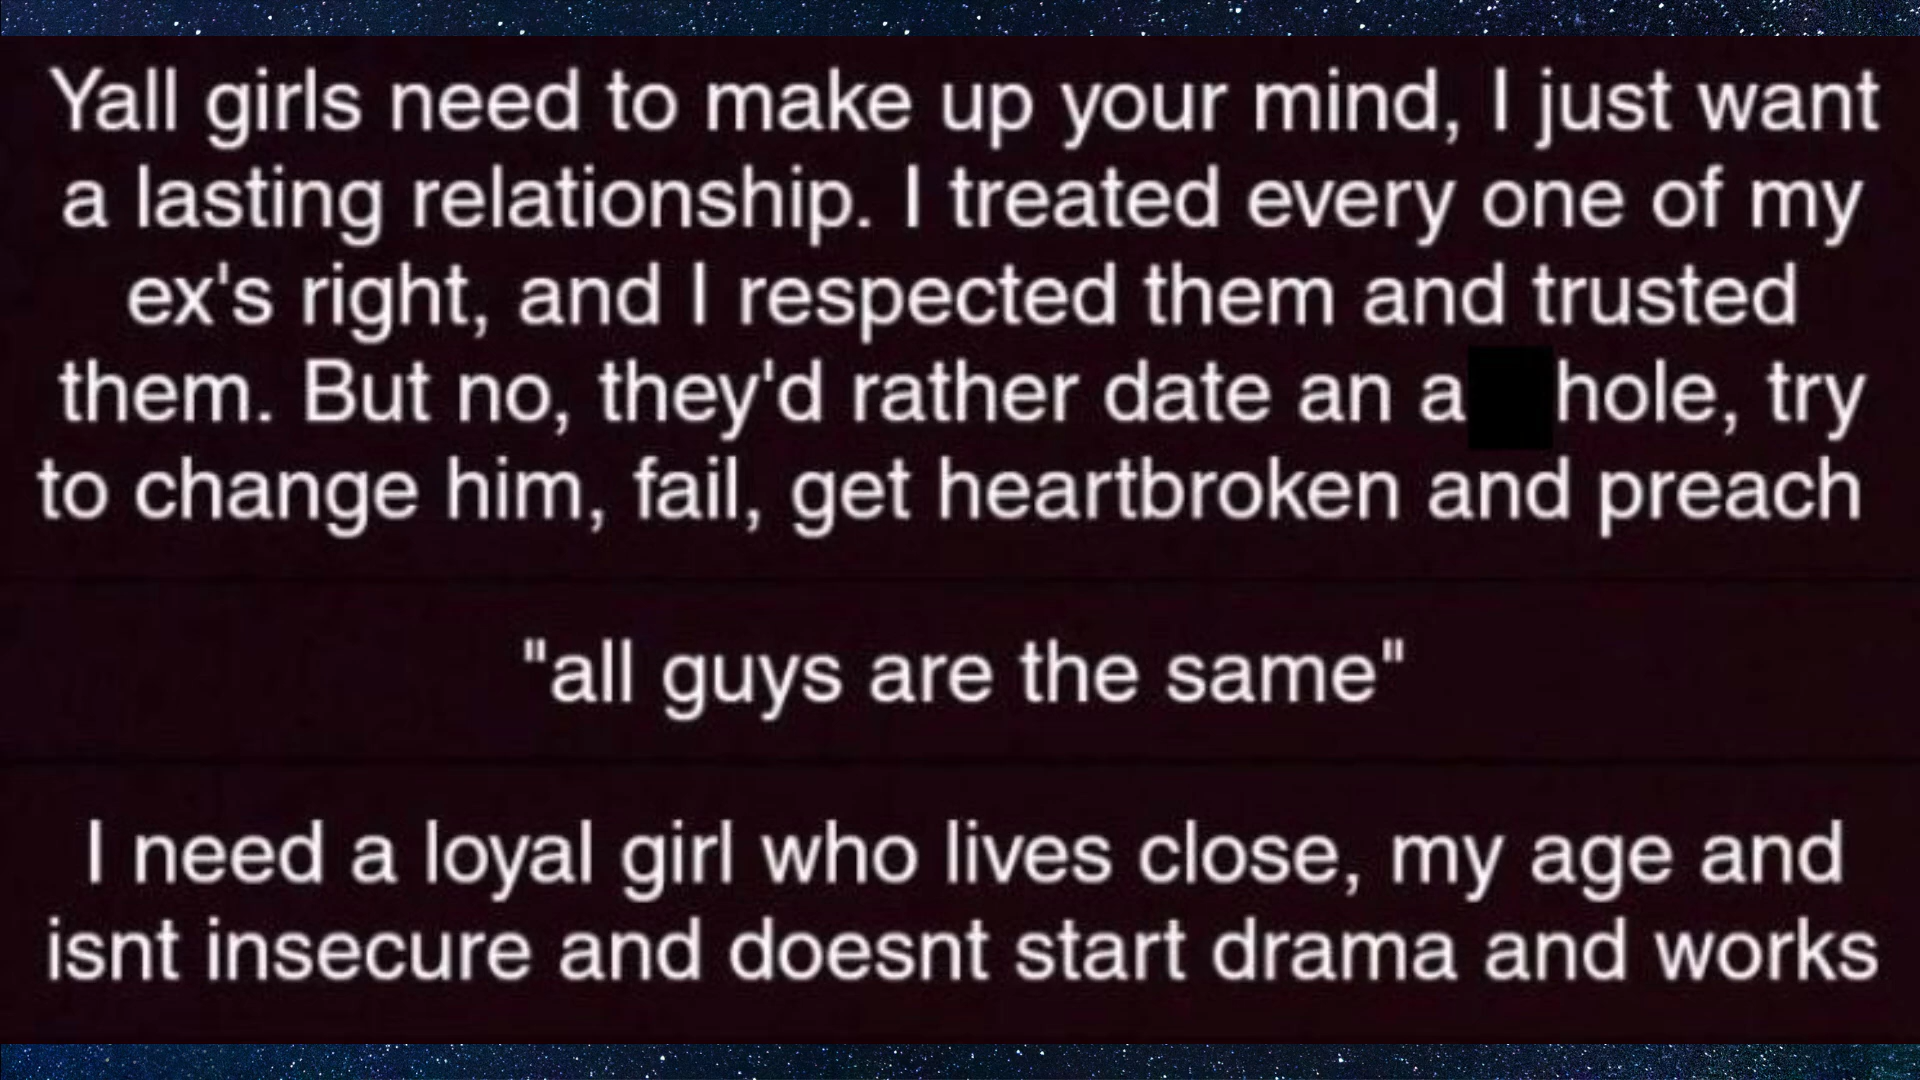 Yall girls need to make up your mind, I just want
a lasting relationship. I treated every one of my
ex's right, and I respected them and trusted
them. But no, they'd rather date an a hole, try
to change him, fail, get heartbroken and preach
"all guys are the same"
I need a loyal girl who lives close, my age and
isnt insecure and doesnt start drama and works